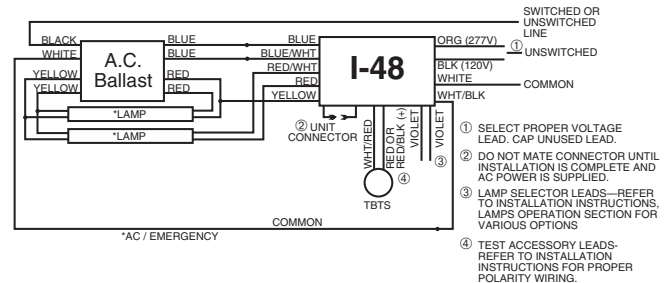 SWITCHED OR
UNSWITCHED
LINE
BLACK
BLUE
BLUE
ORG (277V)
①
UNSWITCHED
WHITE
BLUE
BLUE/WHT
A.C.
Ballast
I-48
RED/WHT
BLK (120V)
YELLOW
RED
RED
WHITE
COMMON
YELLOW
RED
YELLOW
WHT/BLK
*LAMP
*LAMP
② UNIT
CONNECTOR
WHT/RED
RED OR
RED/BLK (+)
VIOLET
VIOLET
③
④
TBTS
COMMON
*AC / EMERGENCY
① SELECT PROPER VOLTAGE
LEAD. CAP UNUSED LEAD.
② DO NOT MATE CONNECTOR UNTIL
INSTALLATION IS COMPLETE AND
AC POWER IS SUPPLIED.
③ LAMP SELECTOR LEADS—REFER
TO INSTALLATION INSTRUCTIONS,
LAMPS OPERATION SECTION FOR
VARIOUS OPTIONS
④ TEST ACCESSORY LEADS-
REFER TO INSTALLATION
INSTRUCTIONS FOR PROPER
POLARITY WIRING.